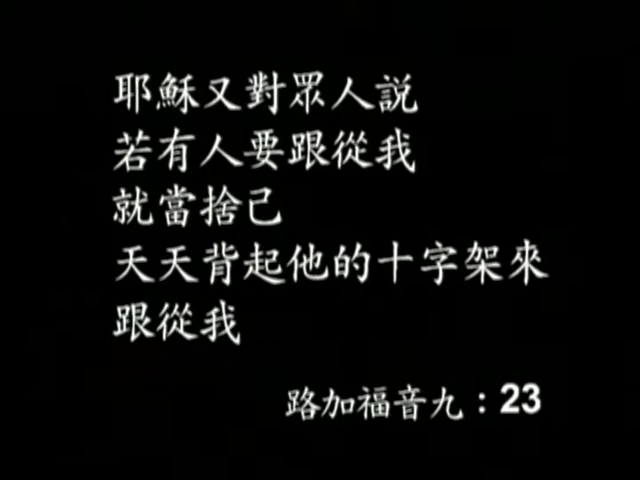 耶穌又對眾人說
若有人要跟從我
就當捨己
天天背起他的十字架來
跟從我
路加福音九：23